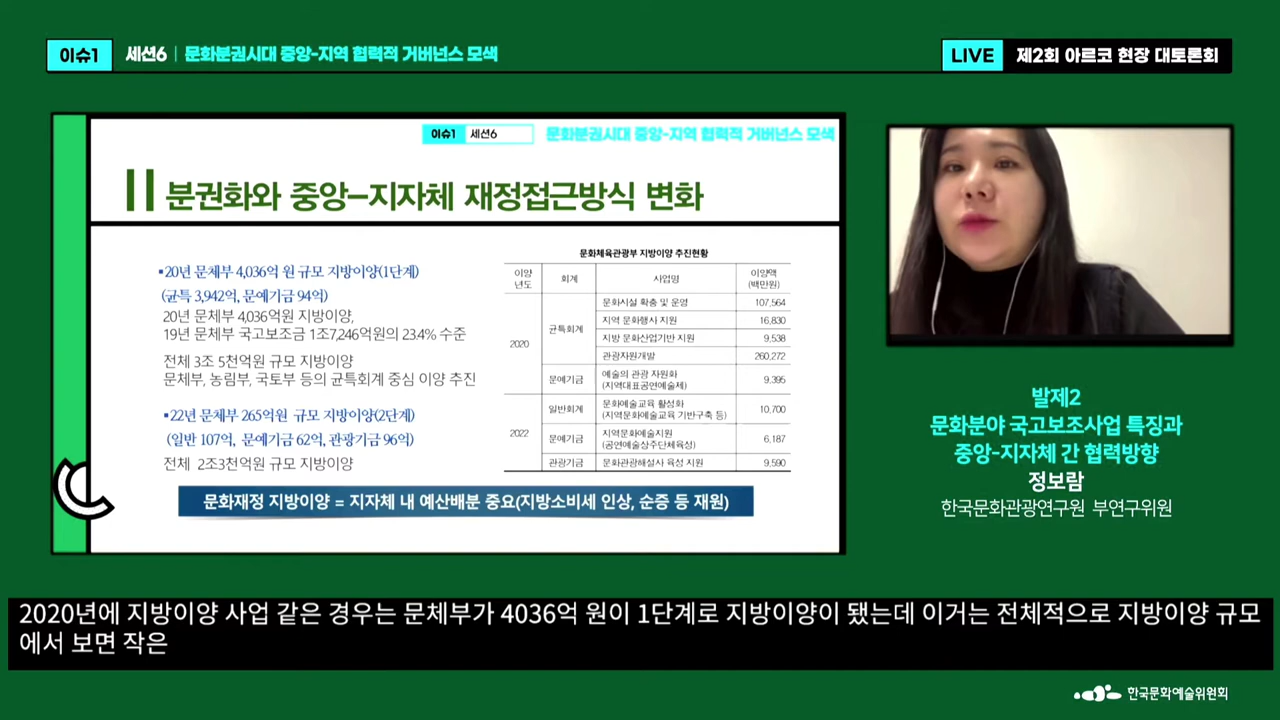 이슈1 세션6 | 문화분권시대 중앙-지역 협력적 거버넌스 모색
LIVE 제2회 아르코 현장 대토론회
이슈1 세션6 문화분권시대 중앙-지역 협력적 거버넌스 모색
분권화와 중앙-지자체 재정접근방식 변화
▪20년 문체부 4,036억 원 규모 지방이양(1단계)
(균특 3,942억, 문예기금 94억)
20년 문체부 4,036억원 지방이양,
19년 문체부 국고보조금 1조7,246억원의 23.4% 수준
전체 3조 5천억원 규모 지방이양
문체부, 농림부, 국토부 등의 균특회계 중심 이양 추진
▪22년 문체부 265억원 규모 지방이양(2단계)
(일반 107억, 문예기금 62억, 관광기금 96억)
전체 2조3천억원 규모 지방이양
문화체육관광부 지방이양 추진현황
이양년도 회계 사업명 이양액(백만원)
2020 균특회계 문화시설 확충 및 운영 107,564
지역 문화행사 지원 16,830
지방 문화산업기반 지원 9,538
관광자원개발 260,272
문예기금 예술의 관광 자원화 (지역대표공연예술제) 9,395
2022 일반회계 문화예술교육 활성화 (지역문화예술교육 기반구축 등) 10,700
문예기금 지역문화예술지원 (공연예술상주단체육성) 6,187
관광기금 문화관광해설사 육성 지원 9,590
문화재정 지방이양 = 지자체 내 예산배분 중요(지방소비세 인상, 순증 등 재원)
발제2
문화분야 국고보조사업 특징과
중앙-지자체 간 협력방향
정보람
한국문화관광연구원 부연구위원
2020년에 지방이양 사업 같은 경우는 문체부가 4036억 원이 1단계로 지방이양이 됐는데 이거는 전체적으로 지방이양 규모
에서 보면 작은
한국문화예술위원회